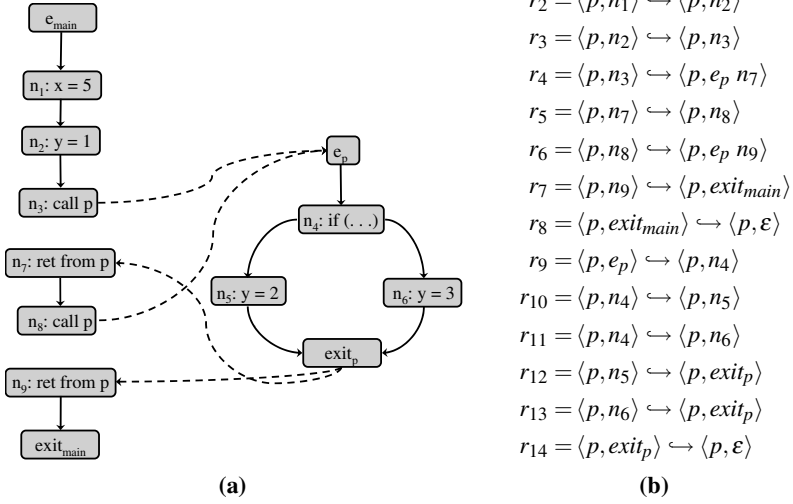 e_main
n₁: x = 5
n₂: y = 1
n₃: call p
n₇: ret from p
n₈: call p
n₉: ret from p
exit_main
e_p
n₄: if (. . .)
n₅: y = 2
n₆: y = 3
exit_p
(a)
r₂ = ⟨p, n₁⟩ ↪ ⟨p, n₂⟩
r₃ = ⟨p, n₂⟩ ↪ ⟨p, n₃⟩
r₄ = ⟨p, n₃⟩ ↪ ⟨p, e_p n₇⟩
r₅ = ⟨p, n₇⟩ ↪ ⟨p, n₈⟩
r₆ = ⟨p, n₈⟩ ↪ ⟨p, e_p n₉⟩
r₇ = ⟨p, n₉⟩ ↪ ⟨p, exit_main⟩
r₈ = ⟨p, exit_main⟩ ↪ ⟨p, ε⟩
r₉ = ⟨p, e_p⟩ ↪ ⟨p, n₄⟩
r₁₀ = ⟨p, n₄⟩ ↪ ⟨p, n₅⟩
r₁₁ = ⟨p, n₄⟩ ↪ ⟨p, n₆⟩
r₁₂ = ⟨p, n₅⟩ ↪ ⟨p, exit_p⟩
r₁₃ = ⟨p, n₆⟩ ↪ ⟨p, exit_p⟩
r₁₄ = ⟨p, exit_p⟩ ↪ ⟨p, ε⟩
(b)